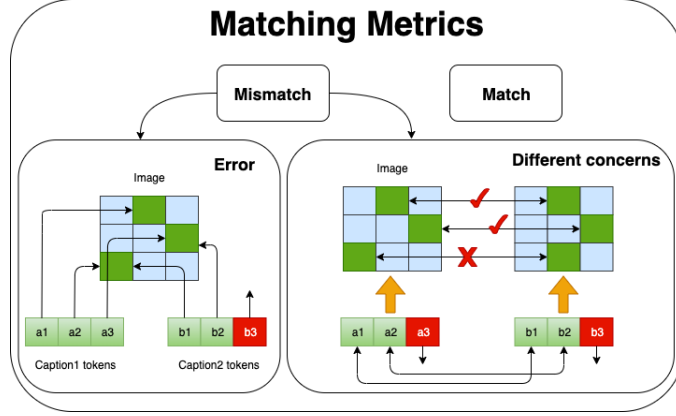 Matching Metrics
Mismatch
Match
Error
Image
a1 a2 a3
b1 b2 b3
Caption1 tokens
Caption2 tokens
Different concerns
Image
a1 a2 a3
b1 b2 b3